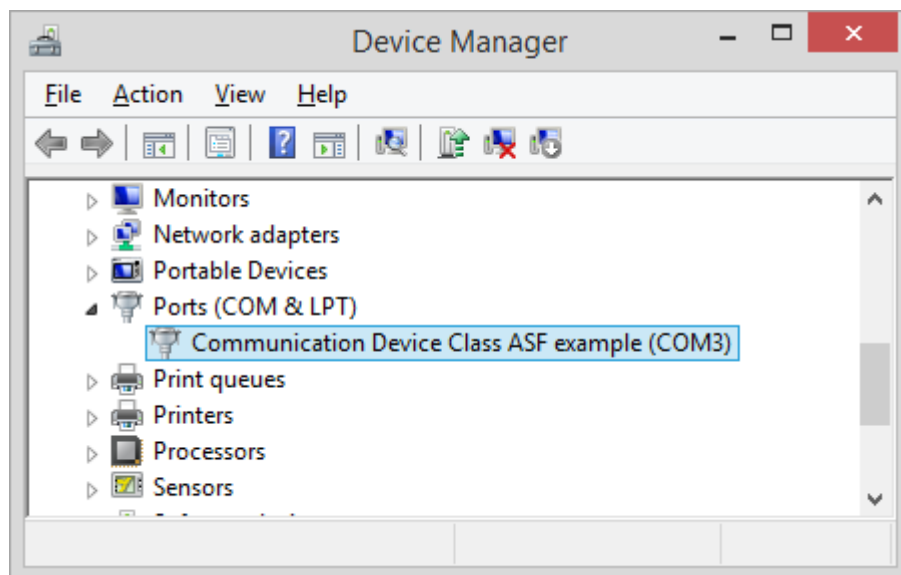 Device Manager
File Action View Help
Monitors
Network adapters
Portable Devices
Ports (COM & LPT)
Communication Device Class ASF example (COM3)
Print queues
Printers
Processors
Sensors